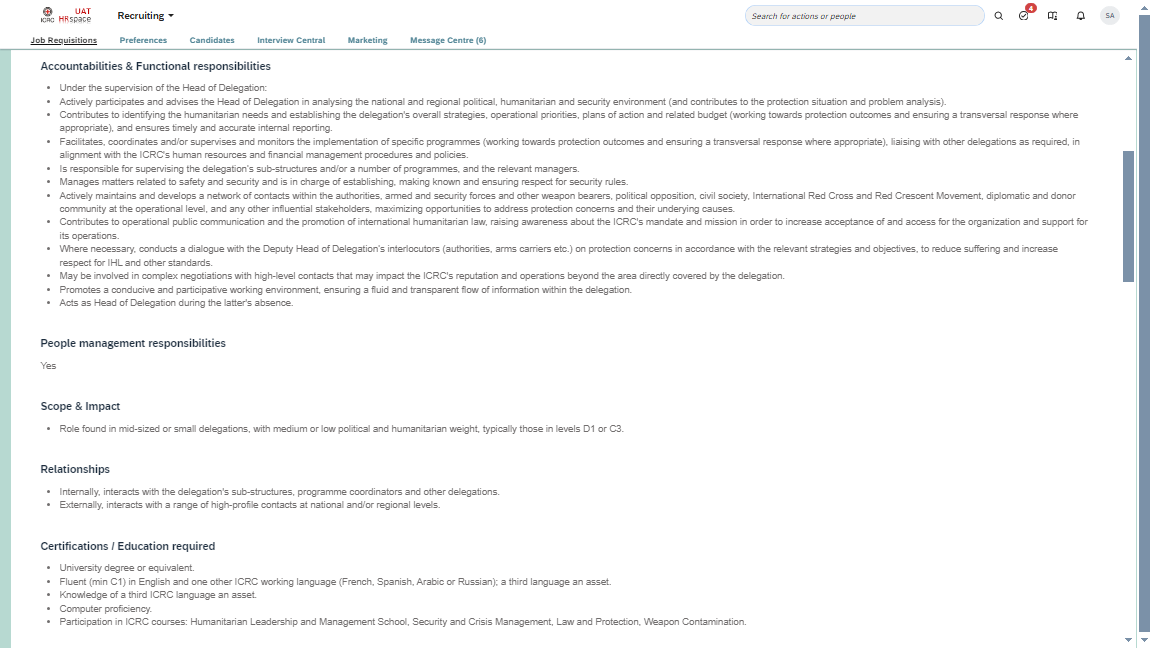 ICRC
UAT
HRspace
Recruiting
Search for actions or people
4
SA
Job Requisitions
Preferences
Candidates
Interview Central
Marketing
Message Centre (6)
Accountabilities & Functional responsibilities
Under the supervision of the Head of Delegation:
Actively participates and advises the Head of Delegation in analysing the national and regional political, humanitarian and security environment (and contributes to the protection situation and problem analysis).
Contributes to identifying the humanitarian needs and establishing the delegation's overall strategies, operational priorities, plans of action and related budget (working towards protection outcomes and ensuring a transversal response where
appropriate), and ensures timely and accurate internal reporting.
Facilitates, coordinates and/or supervises and monitors the implementation of specific programmes (working towards protection outcomes and ensuring a transversal response where appropriate), liaising with other delegations as required, in
alignment with the ICRC's human resources and financial management procedures and policies.
Is responsible for supervising the delegation's sub-structures and/or a number of programmes, and the relevant managers.
Manages matters related to safety and security and is in charge of establishing, making known and ensuring respect for security rules.
Actively maintains and develops a network of contacts within the authorities, armed and security forces and other weapon bearers, political opposition, civil society, International Red Cross and Red Crescent Movement, diplomatic and donor
community at the operational level, and any other influential stakeholders, maximizing opportunities to address protection concerns and their underlying causes.
Contributes to operational public communication and the promotion of international humanitarian law, raising awareness about the ICRC's mandate and mission in order to increase acceptance of and access for the organization and support for
its operations.
Where necessary, conducts a dialogue with the Deputy Head of Delegation's interlocutors (authorities, arms carriers etc.) on protection concerns in accordance with the relevant strategies and objectives, to reduce suffering and increase
respect for IHL and other standards.
May be involved in complex negotiations with high-level contacts that may impact the ICRC's reputation and operations beyond the area directly covered by the delegation.
Promotes a conducive and participative working environment, ensuring a fluid and transparent flow of information within the delegation.
Acts as Head of Delegation during the latter's absence.
People management responsibilities
Yes
Scope & Impact
Role found in mid-sized or small delegations, with medium or low political and humanitarian weight, typically those in levels D1 or C3.
Relationships
Internally, interacts with the delegation's sub-structures, programme coordinators and other delegations.
Externally, interacts with a range of high-profile contacts at national and/or regional levels.
Certifications / Education required
University degree or equivalent.
Fluent (min C1) in English and one other ICRC working language (French, Spanish, Arabic or Russian); a third language an asset.
Knowledge of a third ICRC language an asset.
Computer proficiency.
Participation in ICRC courses: Humanitarian Leadership and Management School, Security and Crisis Management, Law and Protection, Weapon Contamination.